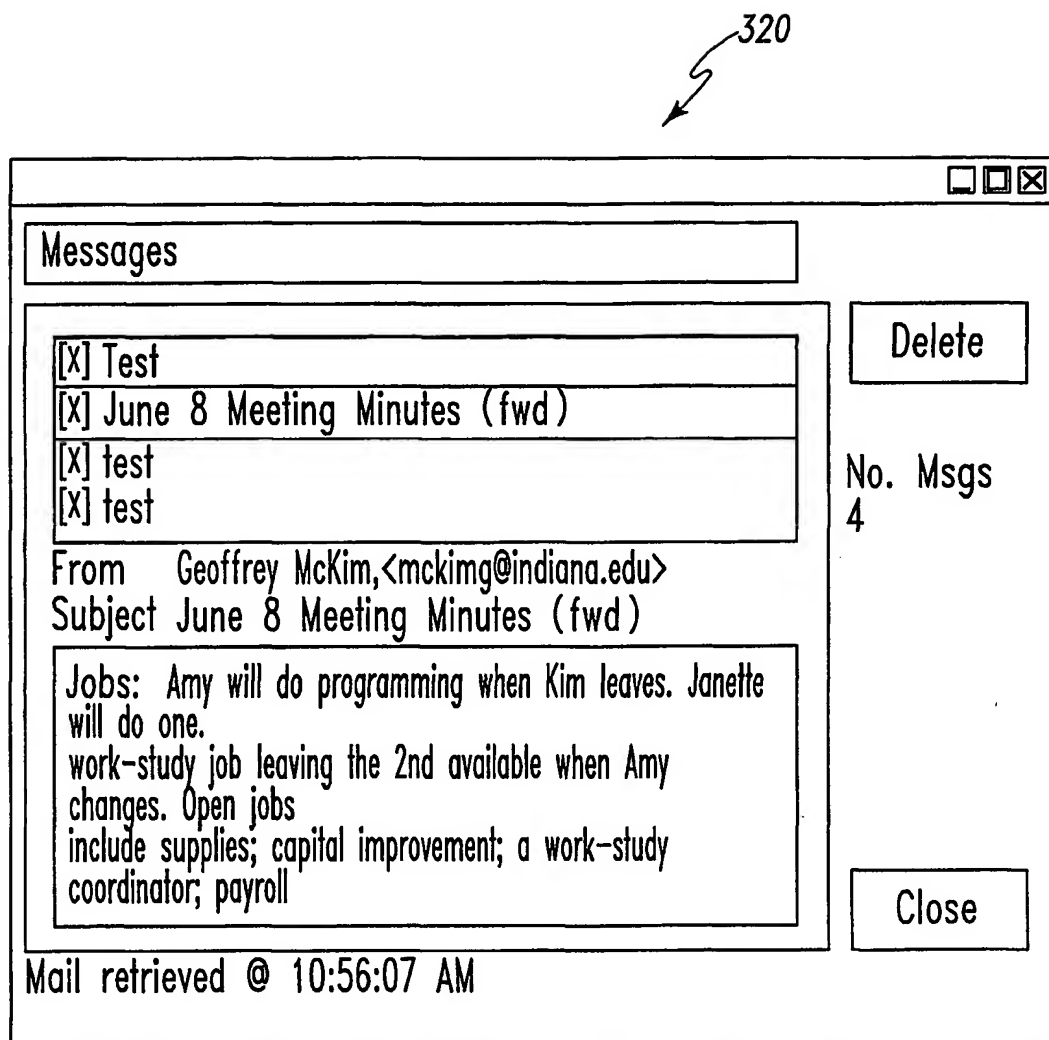 320
Messages
[X] Test
[X] June 8 Meeting Minutes (fwd)
[X] test
[X] test
Delete
No. Msgs
4
From Geoffrey McKim,<mckimg@indiana.edu>
Subject June 8 Meeting Minutes (fwd)
Jobs: Amy will do programming when Kim leaves. Janette
will do one.
work-study job leaving the 2nd available when Amy
changes. Open jobs
include supplies; capital improvement; a work-study
coordinator; payroll
Close
Mail retrieved @ 10:56:07 AM